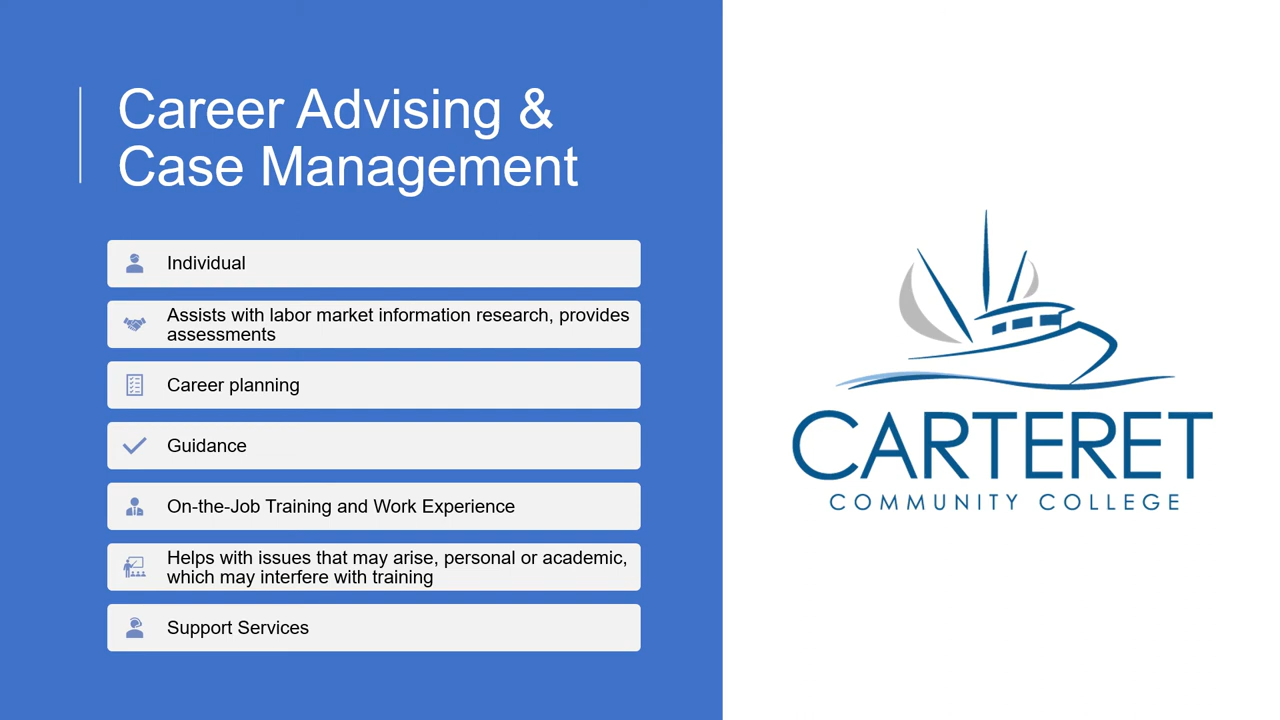 Career Advising &
Case Management
Individual
Assists with labor market information research, provides
assessments
Career planning
Guidance
On-the-Job Training and Work Experience
Helps with issues that may arise, personal or academic,
which may interfere with training
Support Services
CARTERET
COMMUNITY COLLEGE